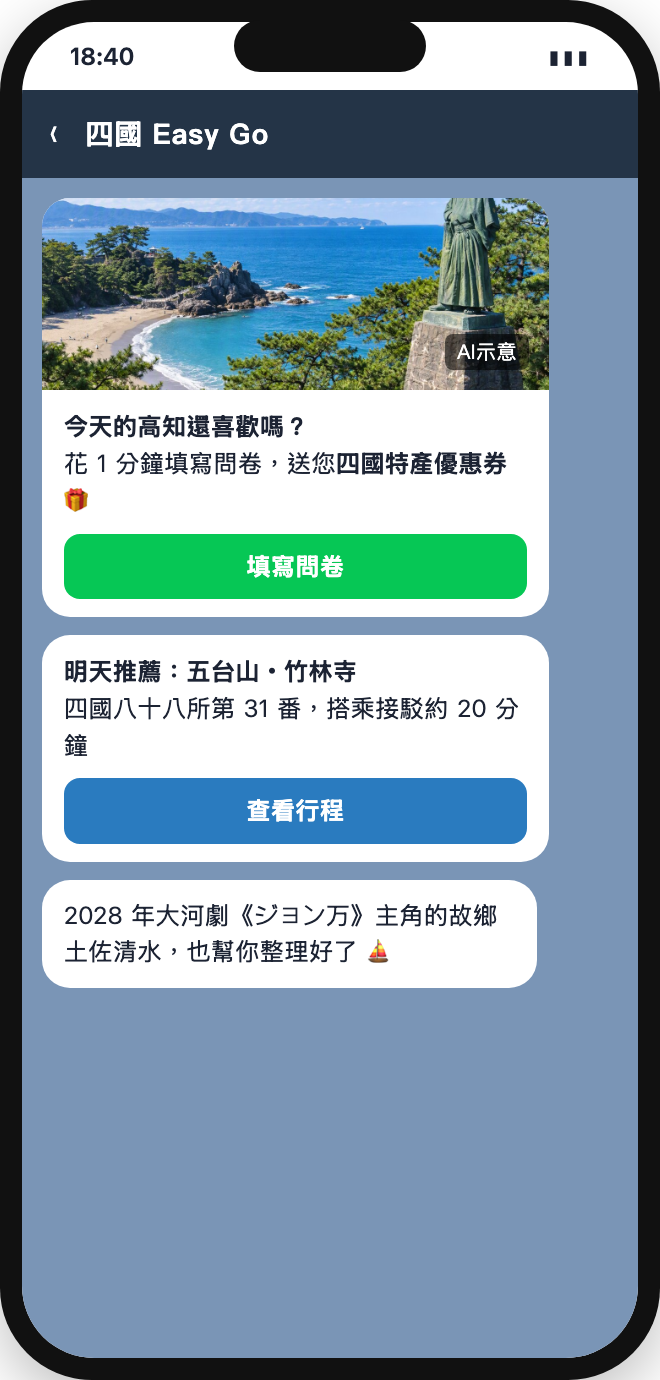 18:40
四國 Easy Go
AI示意
今天的高知還喜歡嗎？
花 1 分鐘填寫問卷，送您四國特產優惠券
🎁
填寫問卷
明天推薦：五台山・竹林寺
四國八十八所第 31 番，搭乘接駁約 20 分
鐘
查看行程
2028 年大河劇《ジョン万》主角的故鄉
土佐清水，也幫你整理好了 ⛵